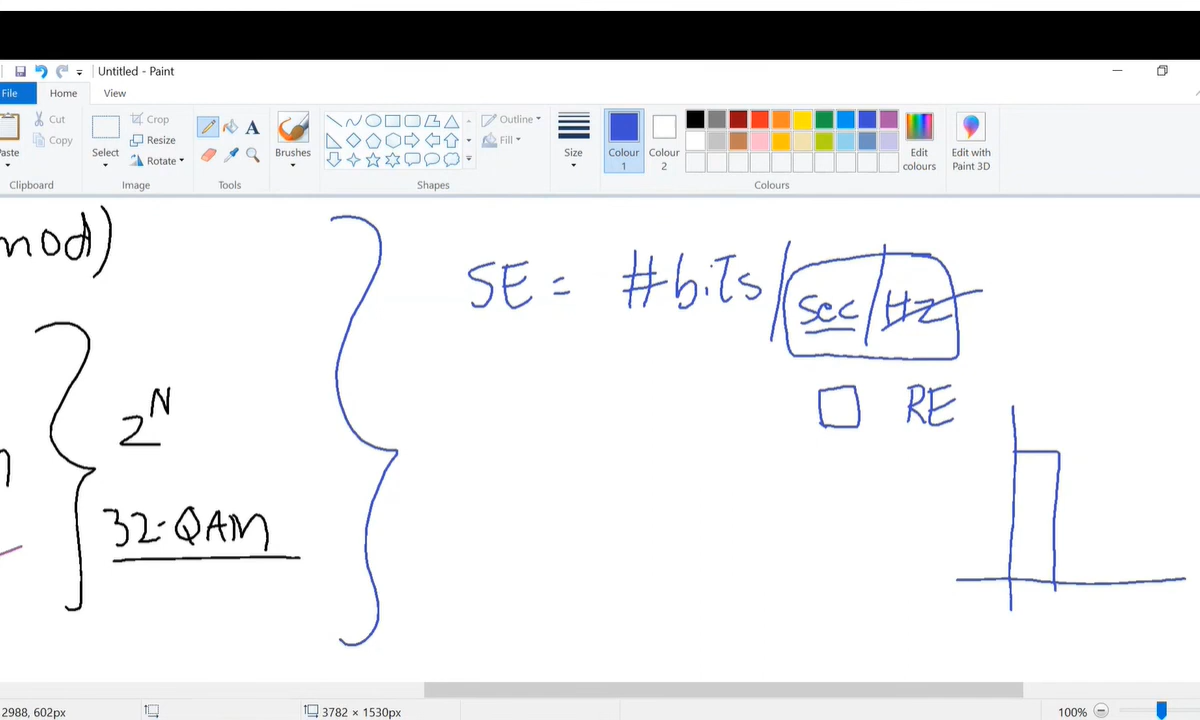 Untitled - Paint
File Home View
Cut Crop A Outline
Copy Resize Fill
Select Rotate Brushes Size Colour 1 Colour 2 Edit colours Edit with Paint 3D
Clipboard Image Tools Shapes Colours
mod)
SE = #bits/sec/Hz
RE
2^N
32-QAM
2988, 602px 3782 × 1530px 100%